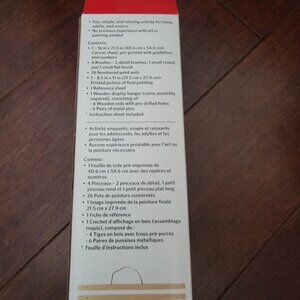 • Fun, simple, and relaxing activity for teens,
adults, and seniors
• No previous experience with art or
painting needed
Contents:
• 1 - 16 in x 21.5 in (40.6 cm x 54.6 cm)
Canvas sheet, pre-printed with guidelines
and numbers
• 4 Brushes - 2 detail brushes, 1 small round,
and 1 small flat brush
• 26 Numbered paint pots
• 1 - 8.5 in x 11 in (21.5 cm x 27.9 cm)
Printed picture of final painting
• 1 Reference sheet
• 1 Wooden display hanger (some assembly
required), consisting of:
- 4 Wooden rods with pre-drilled holes
- 6 Pairs of metal pins
• Instruction sheet included
• Activité amusante, simple et relaxante
pour les adolescents, les adultes et les
personnes âgées
• Aucune expérience préalable avec l'art ou
la peinture nécessaire
Contenu :
• 1 Feuille de toile pré-imprimée de
40.6 cm x 54.6 cm avec des repères et
numéros
• 4 Pinceaux - 2 pinceaux de détail, 1 petit
pinceau rond et 1 petit pinceau plat long
• 26 Pots de peinture numérotés
• 1 Image imprimée de la peinture finale
21.5 cm x 27.9 cm
• 1 Fiche de référence
• 1 Crochet d'affichage en bois (assemblage
requis), composé de :
- 4 Tiges en bois avec trous pré-percés
- 6 Paires de punaises métalliques
• Feuille d'instructions inclus